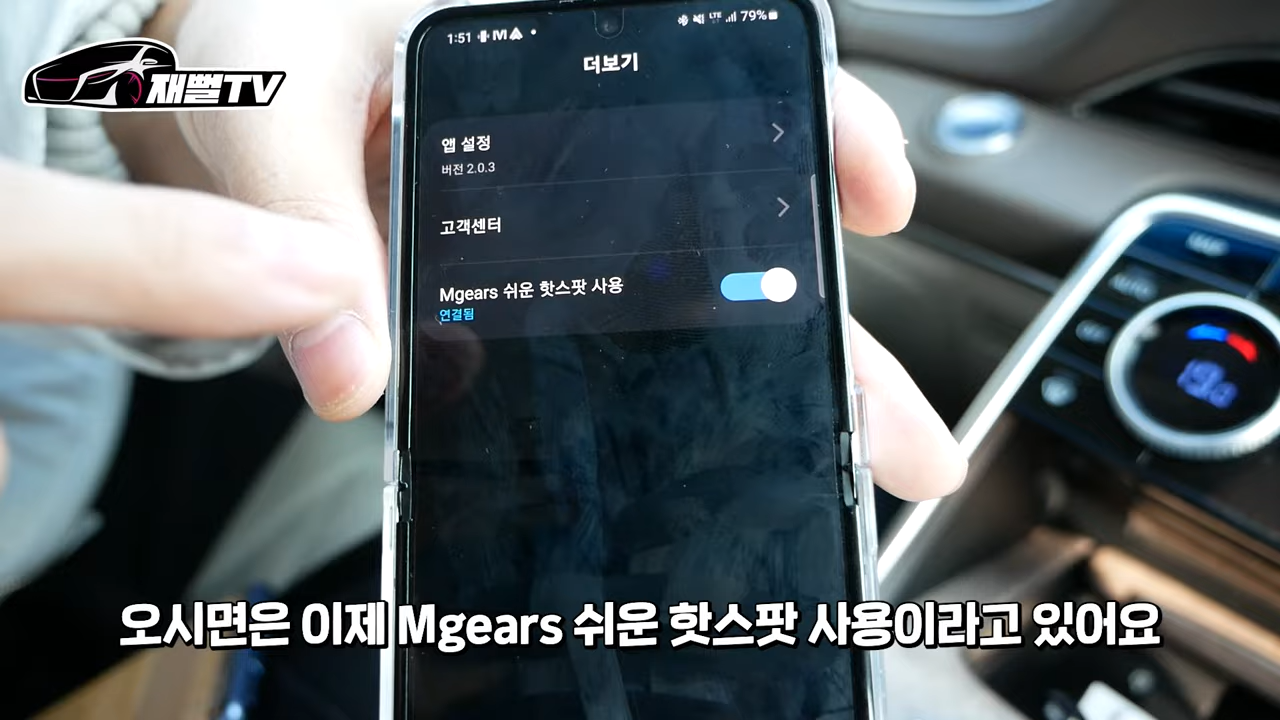 재뻘TV
1:51 M
LTE 79%
더보기
앱 설정
버전 2.0.3
고객센터
Mgears 쉬운 핫스팟 사용
연결됨
오시면은 이제 Mgears 쉬운 핫스팟 사용이라고 있어요